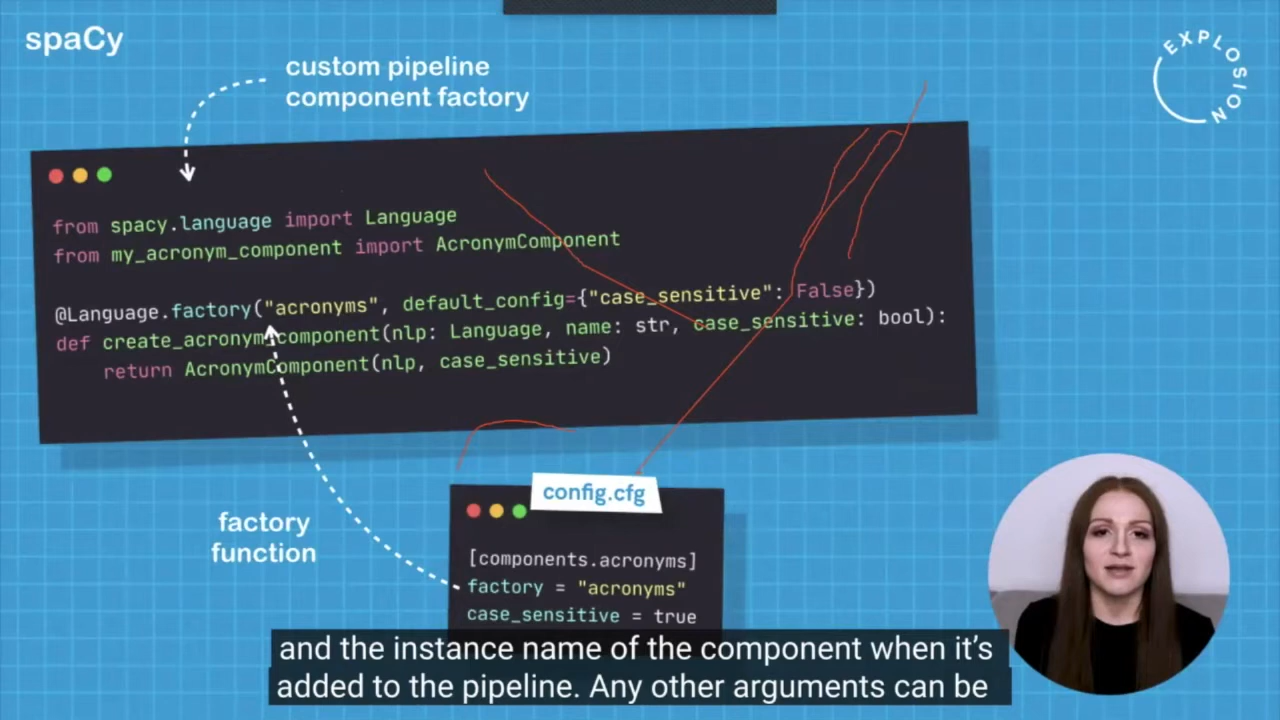 spaCy
EXPLOSION
custom pipeline
component factory
from spacy.language import Language
from my_acronym_component import AcronymComponent
@Language.factory("acronyms", default_config={"case_sensitive": False})
def create_acronym_component(nlp: Language, name: str, case_sensitive: bool):
    return AcronymComponent(nlp, case_sensitive)
factory
function
config.cfg
[components.acronyms]
factory = "acronyms"
case_sensitive = true
and the instance name of the component when it’s
added to the pipeline. Any other arguments can be